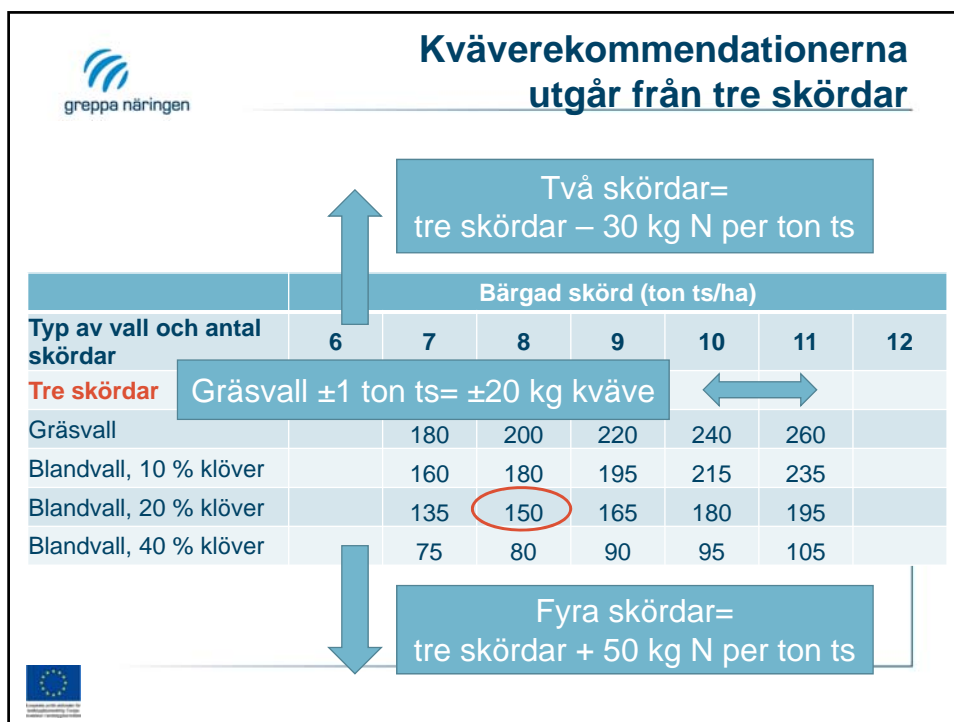 greppa näringen
Kväverekommendationerna
utgår från tre skördar
Två skördar=
tre skördar – 30 kg N per ton ts
Bärgad skörd (ton ts/ha)
Typ av vall och antal
skördar
6 7 8 9 10 11 12
Tre skördar
Gräsvall ±1 ton ts= ±20 kg kväve
Gräsvall 180 200 220 240 260
Blandvall, 10 % klöver 160 180 195 215 235
Blandvall, 20 % klöver 135 150 165 180 195
Blandvall, 40 % klöver 75 80 90 95 105
Fyra skördar=
tre skördar + 50 kg N per ton ts